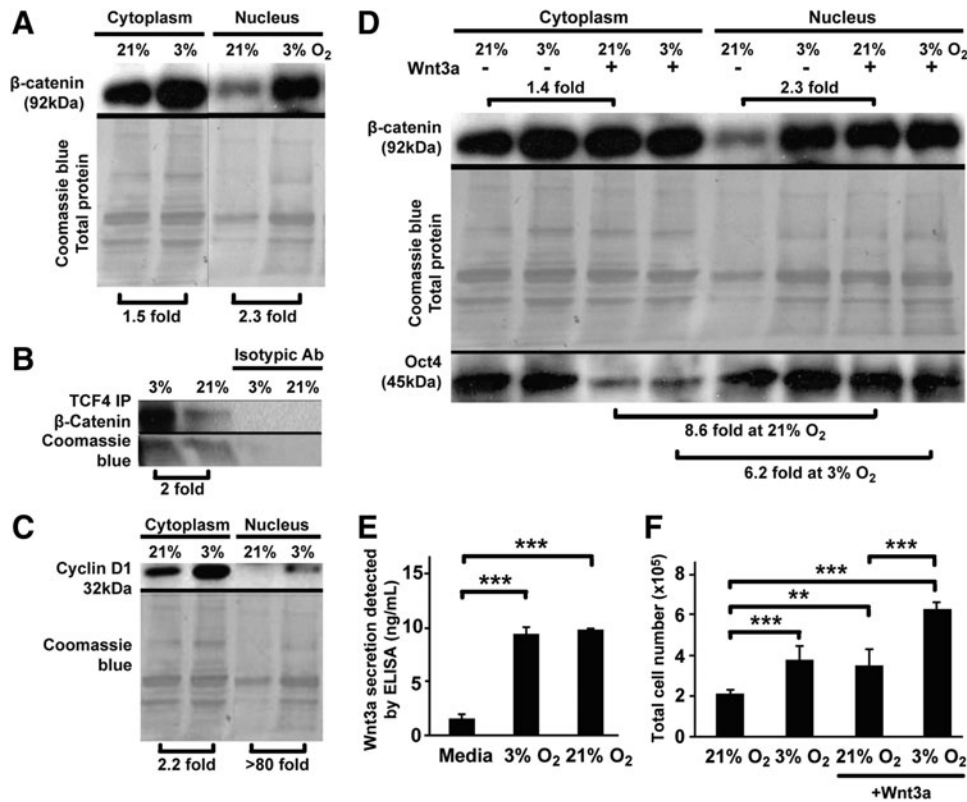 A
Cytoplasm Nucleus
21% 3% 21% 3% O2
β-catenin
(92kDa)
Coomassie blue
Total protein
1.5 fold 2.3 fold
B
Isotypic Ab
3% 21% 3% 21%
TCF4 IP
β-Catenin
Coomassie
blue
2 fold
C
Cytoplasm Nucleus
21% 3% 21% 3%
Cyclin D1
32kDa
Coomassie
blue
2.2 fold >80 fold
D
Cytoplasm Nucleus
21% 3% 21% 3% 21% 3% 21% 3% O2
Wnt3a - - + + - - + +
1.4 fold 2.3 fold
β-catenin
(92kDa)
Coomassie blue
Total protein
Oct4
(45kDa)
8.6 fold at 21% O2
6.2 fold at 3% O2
E
Wnt3a secretion detected
by ELISA (ng/mL)
15
10
5
0
***
***
Media 3% O2 21% O2
F
Total cell number (x10⁵)
8
6
4
2
0
***
***
**
***
21% O2 3% O2 21% O2 3% O2
+Wnt3a